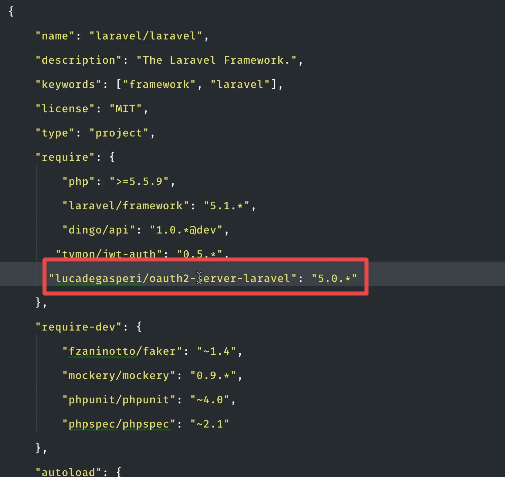 {
"name": "laravel/laravel",
"description": "The Laravel Framework.",
"keywords": ["framework", "laravel"],
"license": "MIT",
"type": "project",
"require": {
"php": ">=5.5.9",
"laravel/framework": "5.1.*",
"dingo/api": "1.0.*@dev",
"tymon/jwt-auth": "0.5.*",
"lucadegasperi/oauth2-server-laravel": "5.0.*"
},
"require-dev": {
"fzaninotto/faker": "~1.4",
"mockery/mockery": "0.9.*",
"phpunit/phpunit": "~4.0",
"phpspec/phpspec": "~2.1"
},
"autoload": {